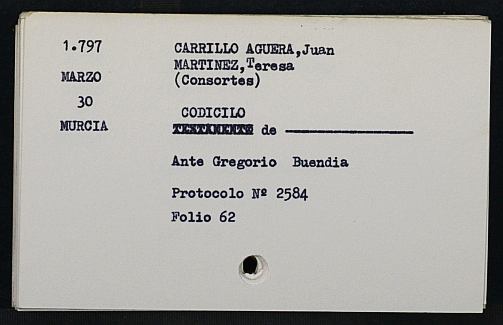 1.797
MARZO
30
MURCIA
CARRILLO AGUERA,Juan
MARTINEZ,Teresa
(Consortes)
CODICILO
TESTAMENTO de
Ante Gregorio Buendia
Protocolo Nº 2584
Folio 62